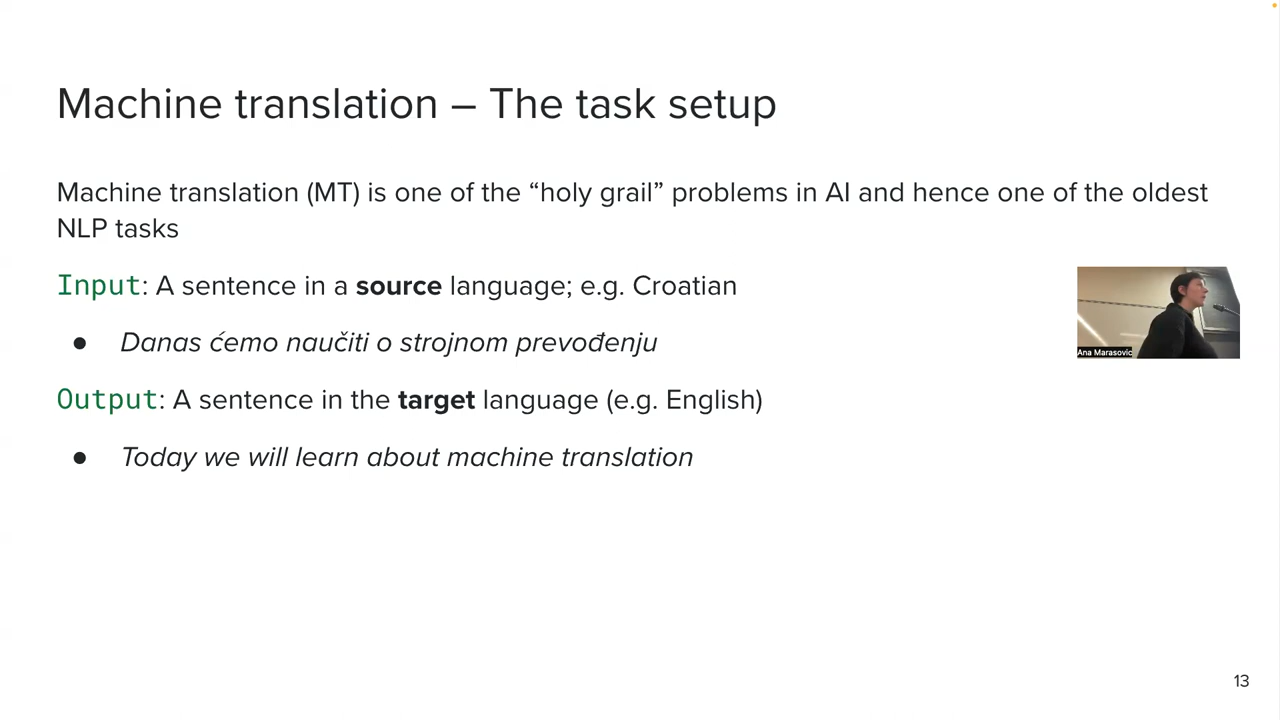 Machine translation – The task setup
Machine translation (MT) is one of the “holy grail” problems in AI and hence one of the oldest
NLP tasks
Input: A sentence in a source language; e.g. Croatian
● Danas ćemo naučiti o strojnom prevođenju
Ana Marasovic
Output: A sentence in the target language (e.g. English)
● Today we will learn about machine translation
13